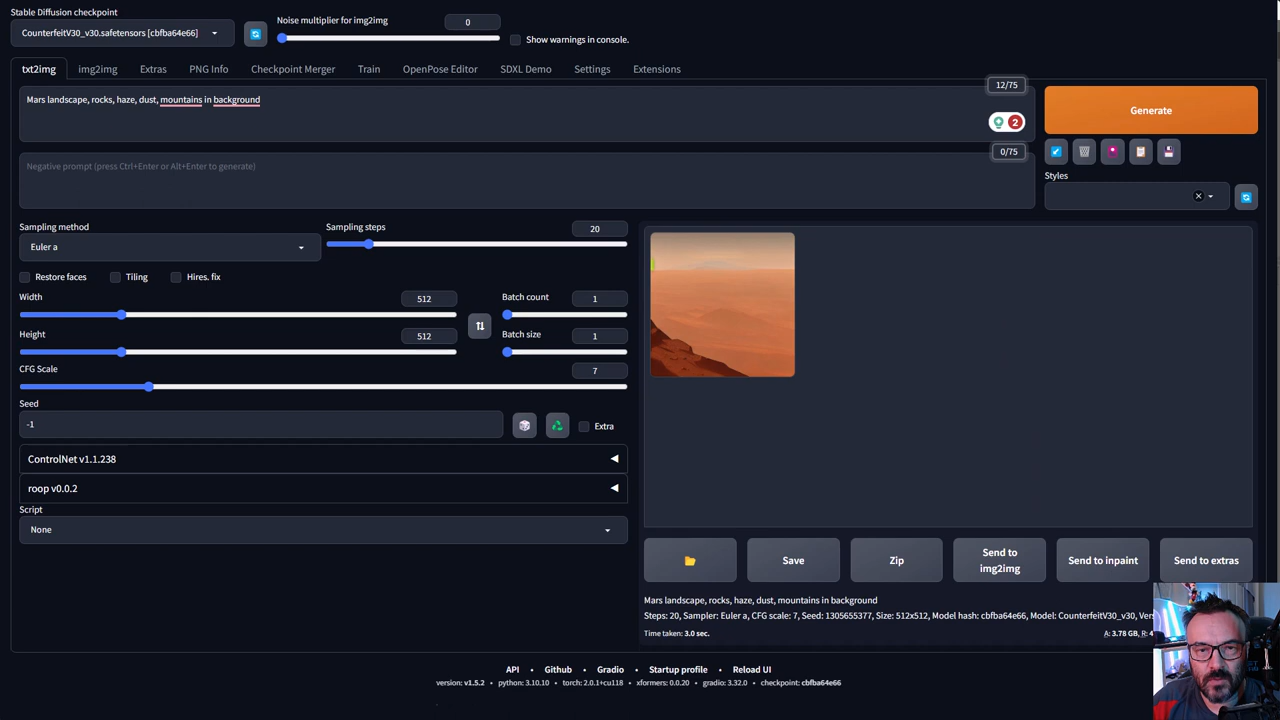 Stable Diffusion checkpoint
CounterfeitV30_v30.safetensors [cbfba64e66]
Noise multiplier for img2img
0
Show warnings in console.
txt2img
img2img
Extras
PNG Info
Checkpoint Merger
Train
OpenPose Editor
SDXL Demo
Settings
Extensions
12/75
Mars landscape, rocks, haze, dust, mountains in background
2
Generate
0/75
Negative prompt (press Ctrl+Enter or Alt+Enter to generate)
Styles
Sampling method
Sampling steps
20
Euler a
Restore faces
Tiling
Hires. fix
Width
512
Batch count
1
Height
512
Batch size
1
CFG Scale
7
Seed
-1
Extra
ControlNet v1.1.238
roop v0.0.2
Script
None
Save
Zip
Send to img2img
Send to inpaint
Send to extras
Mars landscape, rocks, haze, dust, mountains in background
Steps: 20, Sampler: Euler a, CFG scale: 7, Seed: 1305655377, Size: 512x512, Model hash: cbfba64e66, Model: CounterfeitV30_v30, Ver
Time taken: 3.0 sec.
A: 3.78 GB, R: 4
API • Github • Gradio • Startup profile • Reload UI
version: v1.5.2 • python: 3.10.10 • torch: 2.0.1+cu118 • xformers: 0.0.20 • gradio: 3.32.0 • checkpoint: cbfba64e66